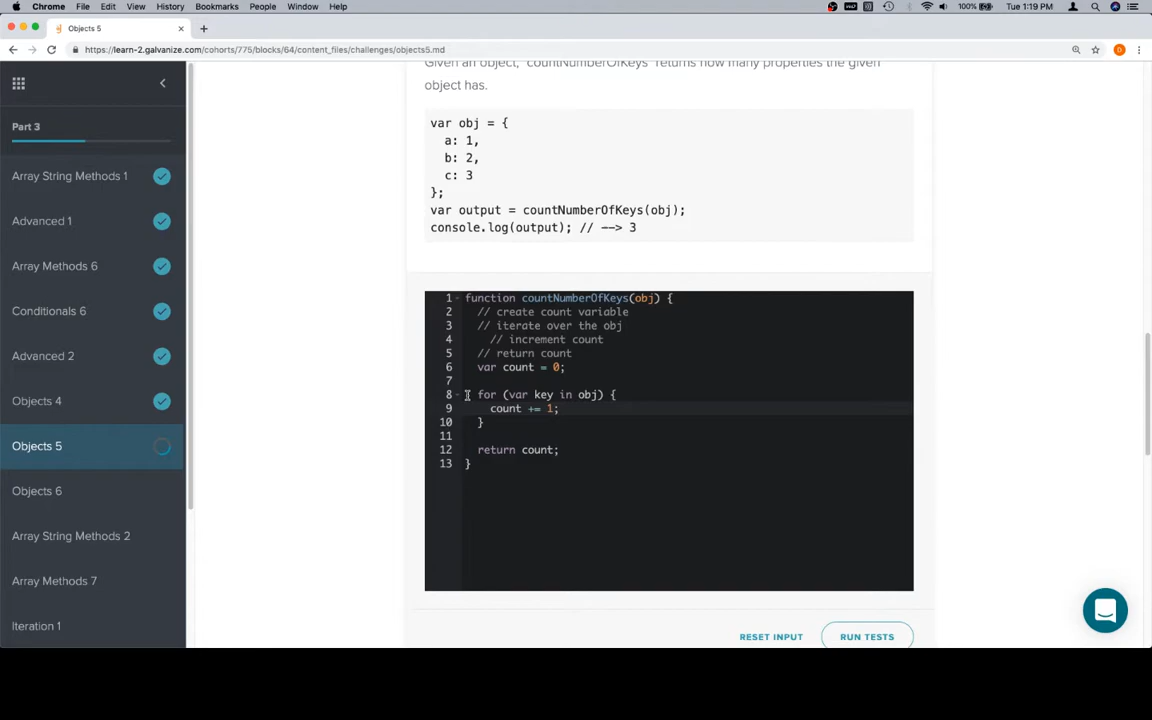 Chrome File Edit View History Bookmarks People Window Help 100% Tue 1:19 PM
Objects 5
https://learn-2.galvanize.com/cohorts/775/blocks/64/content_files/challenges/objects5.md
D
Part 3
Array String Methods 1
Advanced 1
Array Methods 6
Conditionals 6
Advanced 2
Objects 4
Objects 5
Objects 6
Array String Methods 2
Array Methods 7
Iteration 1
Given an object, "countNumberOfKeys" returns how many properties the given
object has.
var obj = {
a: 1,
b: 2,
c: 3
};
var output = countNumberOfKeys(obj);
console.log(output); // --> 3
1 function countNumberOfKeys(obj) {
2 // create count variable
3 // iterate over the obj
4 // increment count
5 // return count
6 var count = 0;
7
8 for (var key in obj) {
9 count += 1;
10 }
11
12 return count;
13 }
RESET INPUT RUN TESTS